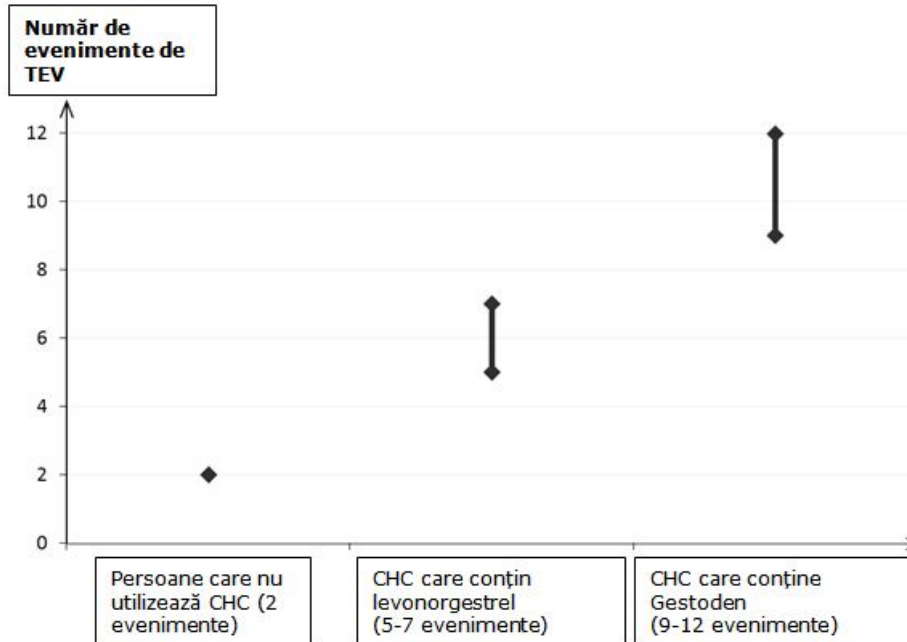 Număr de
evenimente de
TEV
12
10
8
6
4
2
0
Persoane care nu
utilizează CHC (2
evenimente)
CHC care conțin
levonorgestrel
(5-7 evenimente)
CHC care conține
Gestoden
(9-12 evenimente)